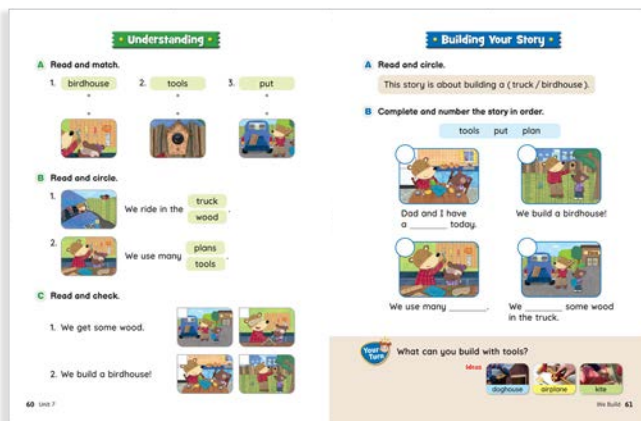 Understanding
A Read and match.
1. birdhouse 2. tools 3. put
B Read and circle.
1. We ride in the truck wood .
2. We use many plans tools .
C Read and check.
1. We get some wood.
2. We build a birdhouse!
60 Unit 7
Building Your Story
A Read and circle.
This story is about building a (truck / birdhouse).
B Complete and number the story in order.
tools put plan
Dad and I have
a ________ today.
We build a birdhouse!
We use many ________.
We ________ some wood
in the truck.
Your Turn
What can you build with tools?
Ideas
doghouse airplane kite
We Build 61